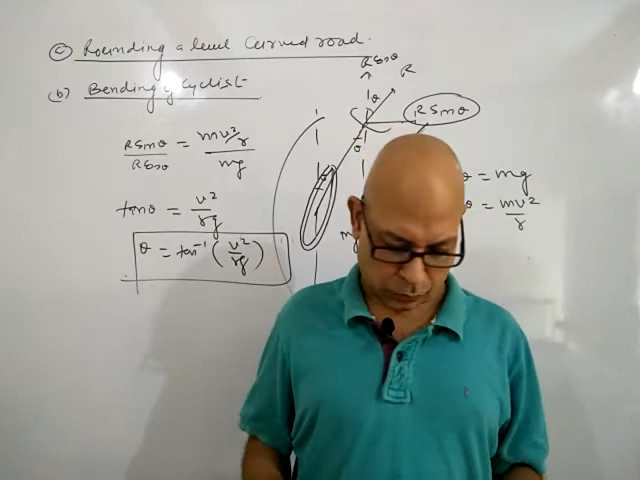 (c) Rounding a level curved road.
(b) Bending of cyclist
R cosθ
R
θ
R sinθ
θ
R sinθ / R cosθ = mv²/r / mg
tanθ = v²/rg
θ = tan⁻¹ (v²/rg)
θ = mg
θ = mv²/r